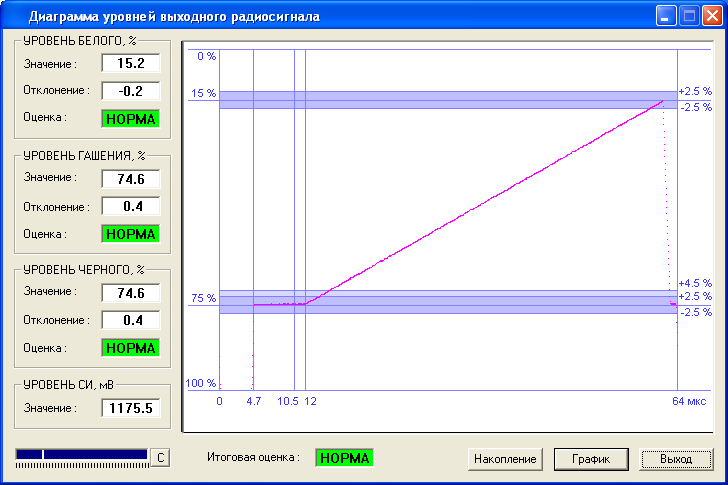 Диаграмма уровней выходного радиосигнала
УРОВЕНЬ БЕЛОГО, %
Значение : 15.2
Отклонение : -0.2
Оценка : НОРМА
УРОВЕНЬ ГАШЕНИЯ, %
Значение : 74.6
Отклонение : 0.4
Оценка : НОРМА
УРОВЕНЬ ЧЕРНОГО, %
Значение : 74.6
Отклонение : 0.4
Оценка : НОРМА
УРОВЕНЬ СИ, мВ
Значение : 1175.5
C
0 %
15 %
+2.5 %
-2.5 %
75 %
+4.5 %
+2.5 %
-2.5 %
100 %
0 4.7 10.5 12 64 мкс
Итоговая оценка : НОРМА
Накопление График Выход